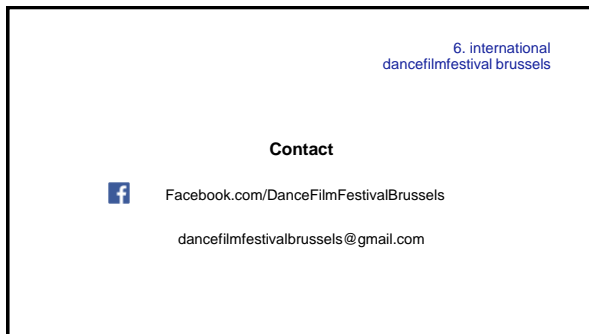 6. international
dancefilmfestival brussels
Contact
Facebook.com/DanceFilmFestivalBrussels
dancefilmfestivalbrussels@gmail.com